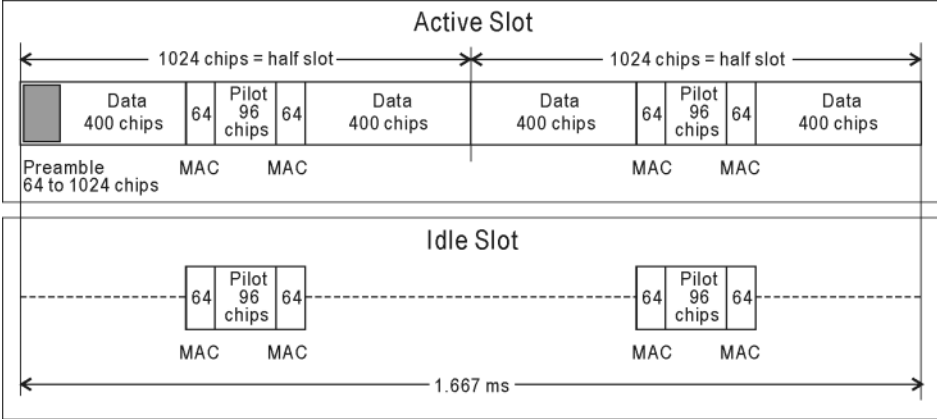 Active Slot
1024 chips = half slot
1024 chips = half slot
Data
400 chips
64
Pilot
96
chips
64
Data
400 chips
Data
400 chips
64
Pilot
96
chips
64
Data
400 chips
Preamble
64 to 1024 chips
MAC
MAC
MAC
MAC
Idle Slot
64
Pilot
96
chips
64
64
Pilot
96
chips
64
MAC
MAC
MAC
MAC
1.667 ms